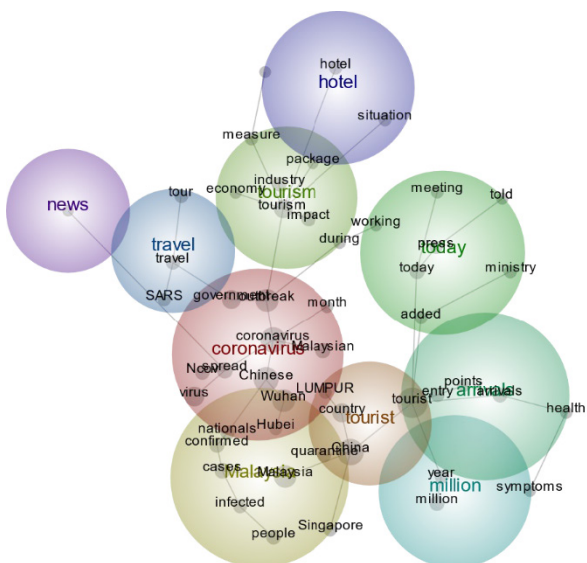 hotel
hotel
situation
measure
package
industry
economy
tourism
tourism
impact
tour
news
working
during
meeting
told
press
today
today
ministry
travel
travel
SARS
government
outbreak
month
added
coronavirus
coronavirus
Malaysian
Ncov
spread
Chinese
virus
Wuhan
LUMPUR
country
tourist
tourist
entry
points
arrivals
health
nationals
Hubei
confirmed
quarantine
China
cases
Malaysia
Malaysia
year
million
million
symptoms
infected
people
Singapore